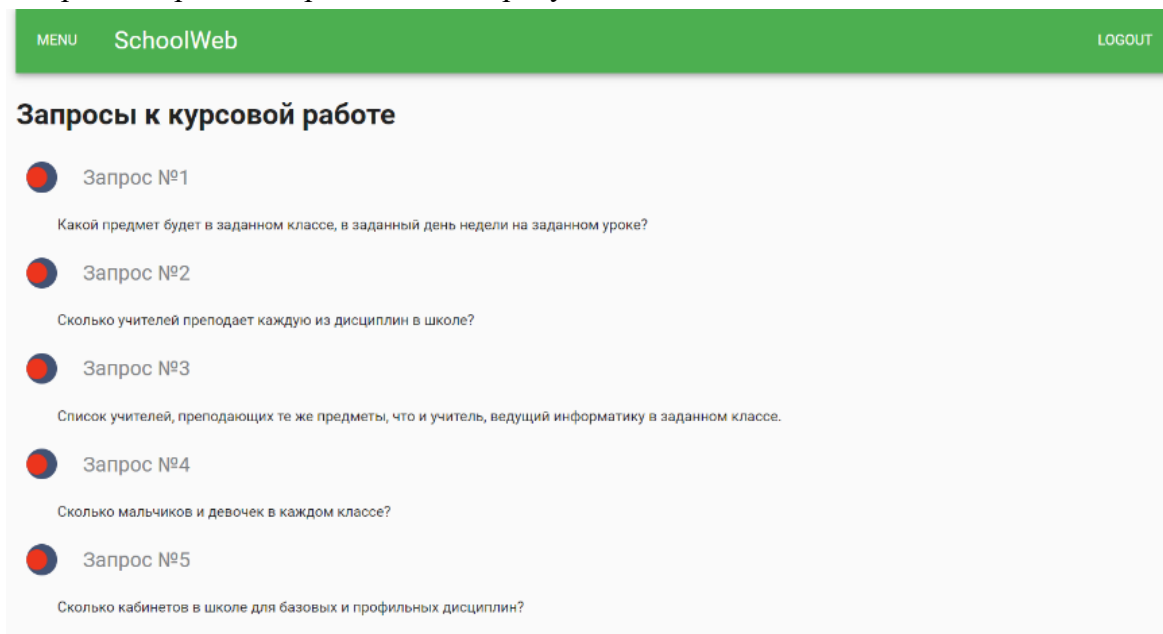 MENU SchoolWeb LOGOUT
Запросы к курсовой работе
Запрос №1
Какой предмет будет в заданном классе, в заданный день недели на заданном уроке?
Запрос №2
Сколько учителей преподает каждую из дисциплин в школе?
Запрос №3
Список учителей, преподающих те же предметы, что и учитель, ведущий информатику в заданном классе.
Запрос №4
Сколько мальчиков и девочек в каждом классе?
Запрос №5
Сколько кабинетов в школе для базовых и профильных дисциплин?